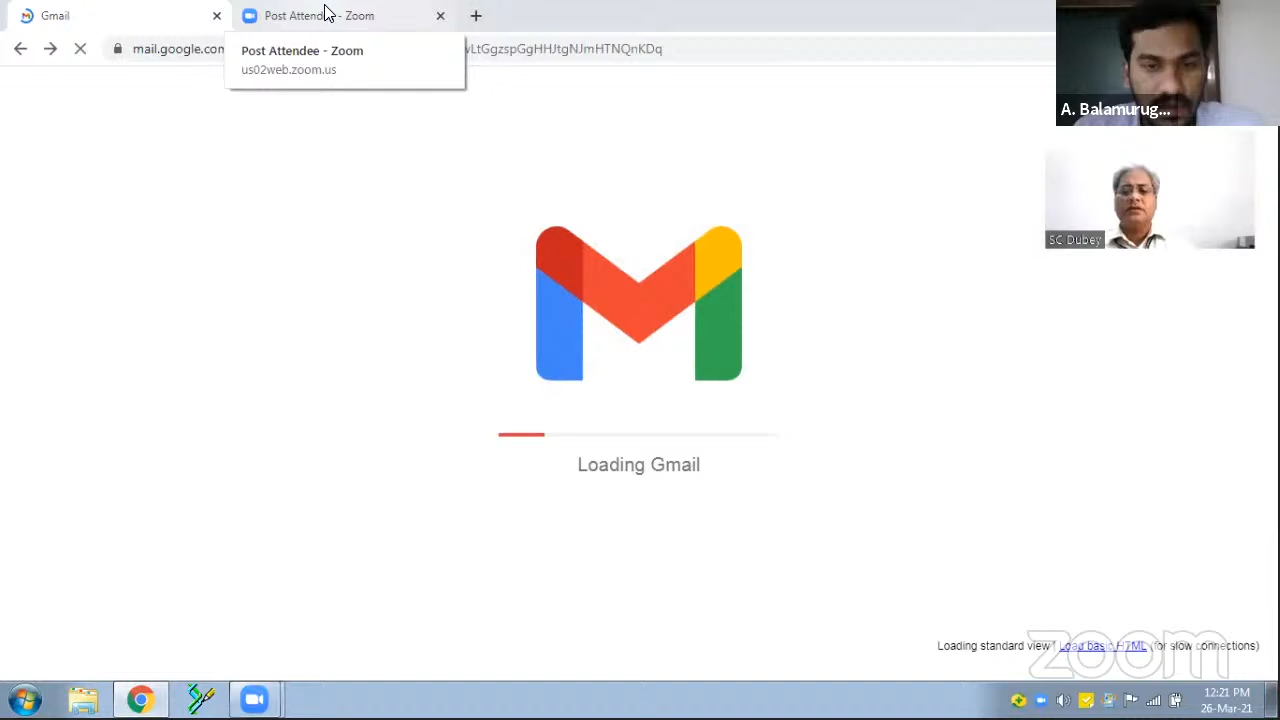 Gmail
Post Attendee - Zoom
Post Attendee - Zoom
us02web.zoom.us
mail.google.com
LtGgzspGgHHJtgNJmHTNQnKDq
A. Balamurug...
SC Dubey
Loading Gmail
Loading standard view | Load basic HTML (for slow connections)
zoom
12:21 PM
26-Mar-21